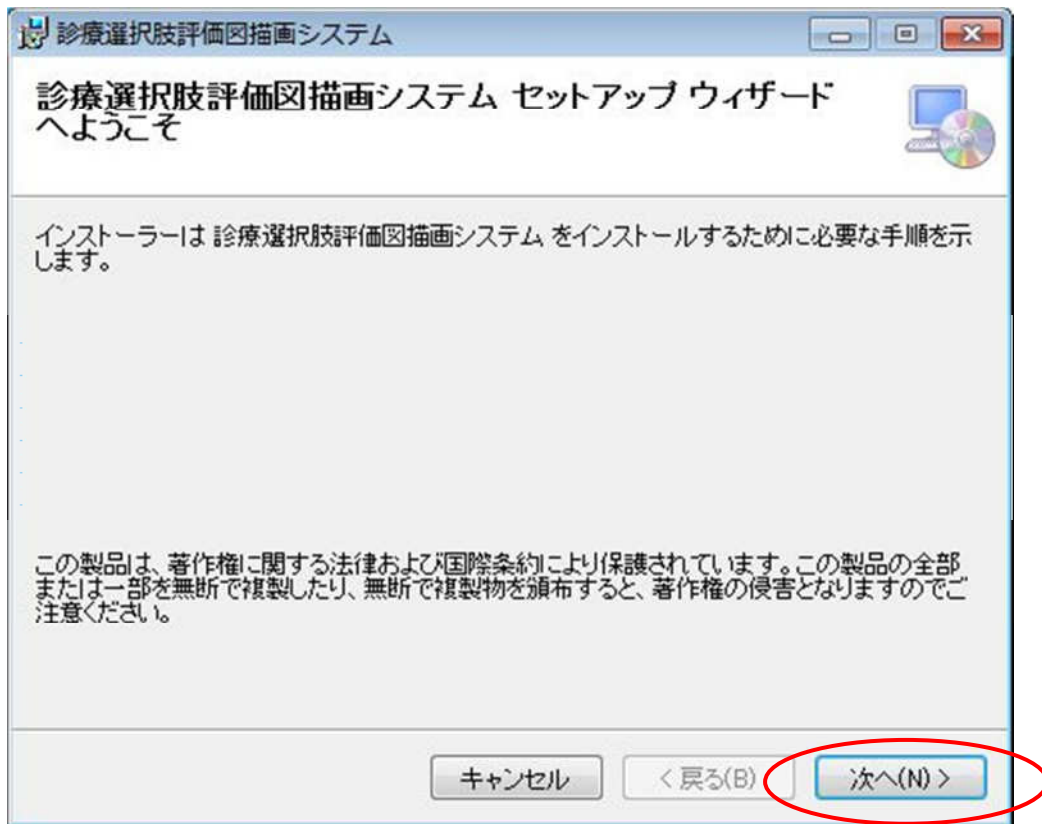 診療選択肢評価図描画システム
診療選択肢評価図描画システム セットアップ ウィザード
へようこそ
インストーラーは 診療選択肢評価図描画システム をインストールするために必要な手順を示
します。
この製品は、著作権に関する法律および国際条約により保護されています。この製品の全部
または一部を無断で複製したり、無断で複製物を頒布すると、著作権の侵害となりますのでご
注意ください。
キャンセル
< 戻る(B)
次へ(N) >